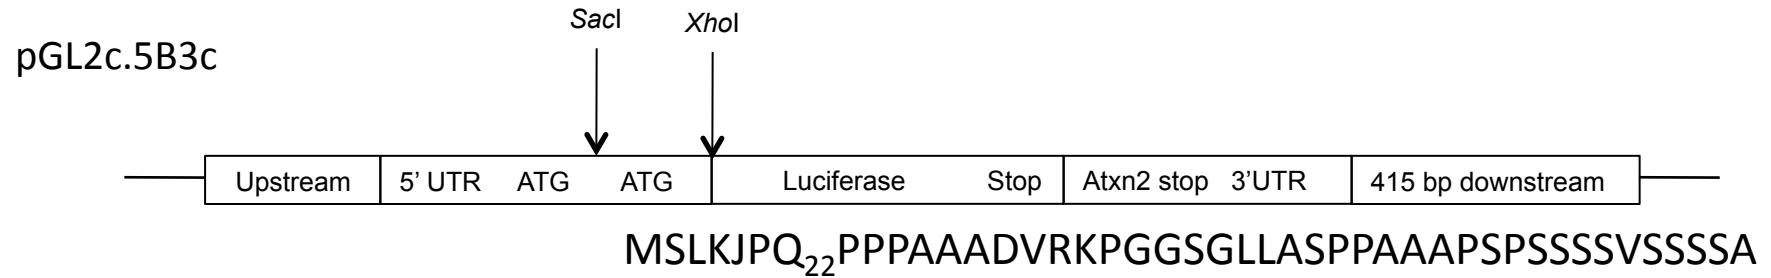 SacI XhoI
pGL2c.5B3c
Upstream 5' UTR ATG ATG Luciferase Stop Atxn2 stop 3'UTR 415 bp downstream
MSLKJPQ22PPPAAADVRKPGGSGLLASPPAAAPSPSSSSVSSSSA